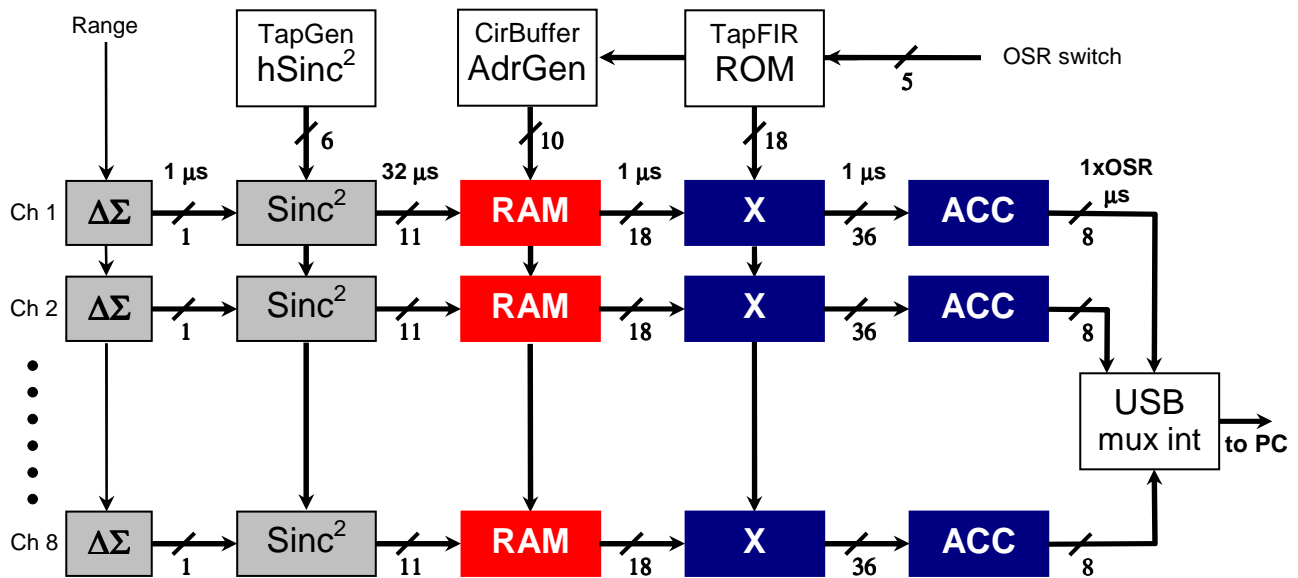 Range
TapGen
hSinc²
CirBuffer
AdrGen
TapFIR
ROM
OSR switch
5
6
10
18
1 μs
32 μs
1 μs
1 μs
1xOSR
μs
Ch 1
ΔΣ
1
Sinc²
11
RAM
18
X
36
ACC
8
Ch 2
ΔΣ
1
Sinc²
11
RAM
18
X
36
ACC
8
USB
mux int
to PC
Ch 8
ΔΣ
1
Sinc²
11
RAM
18
X
36
ACC
8